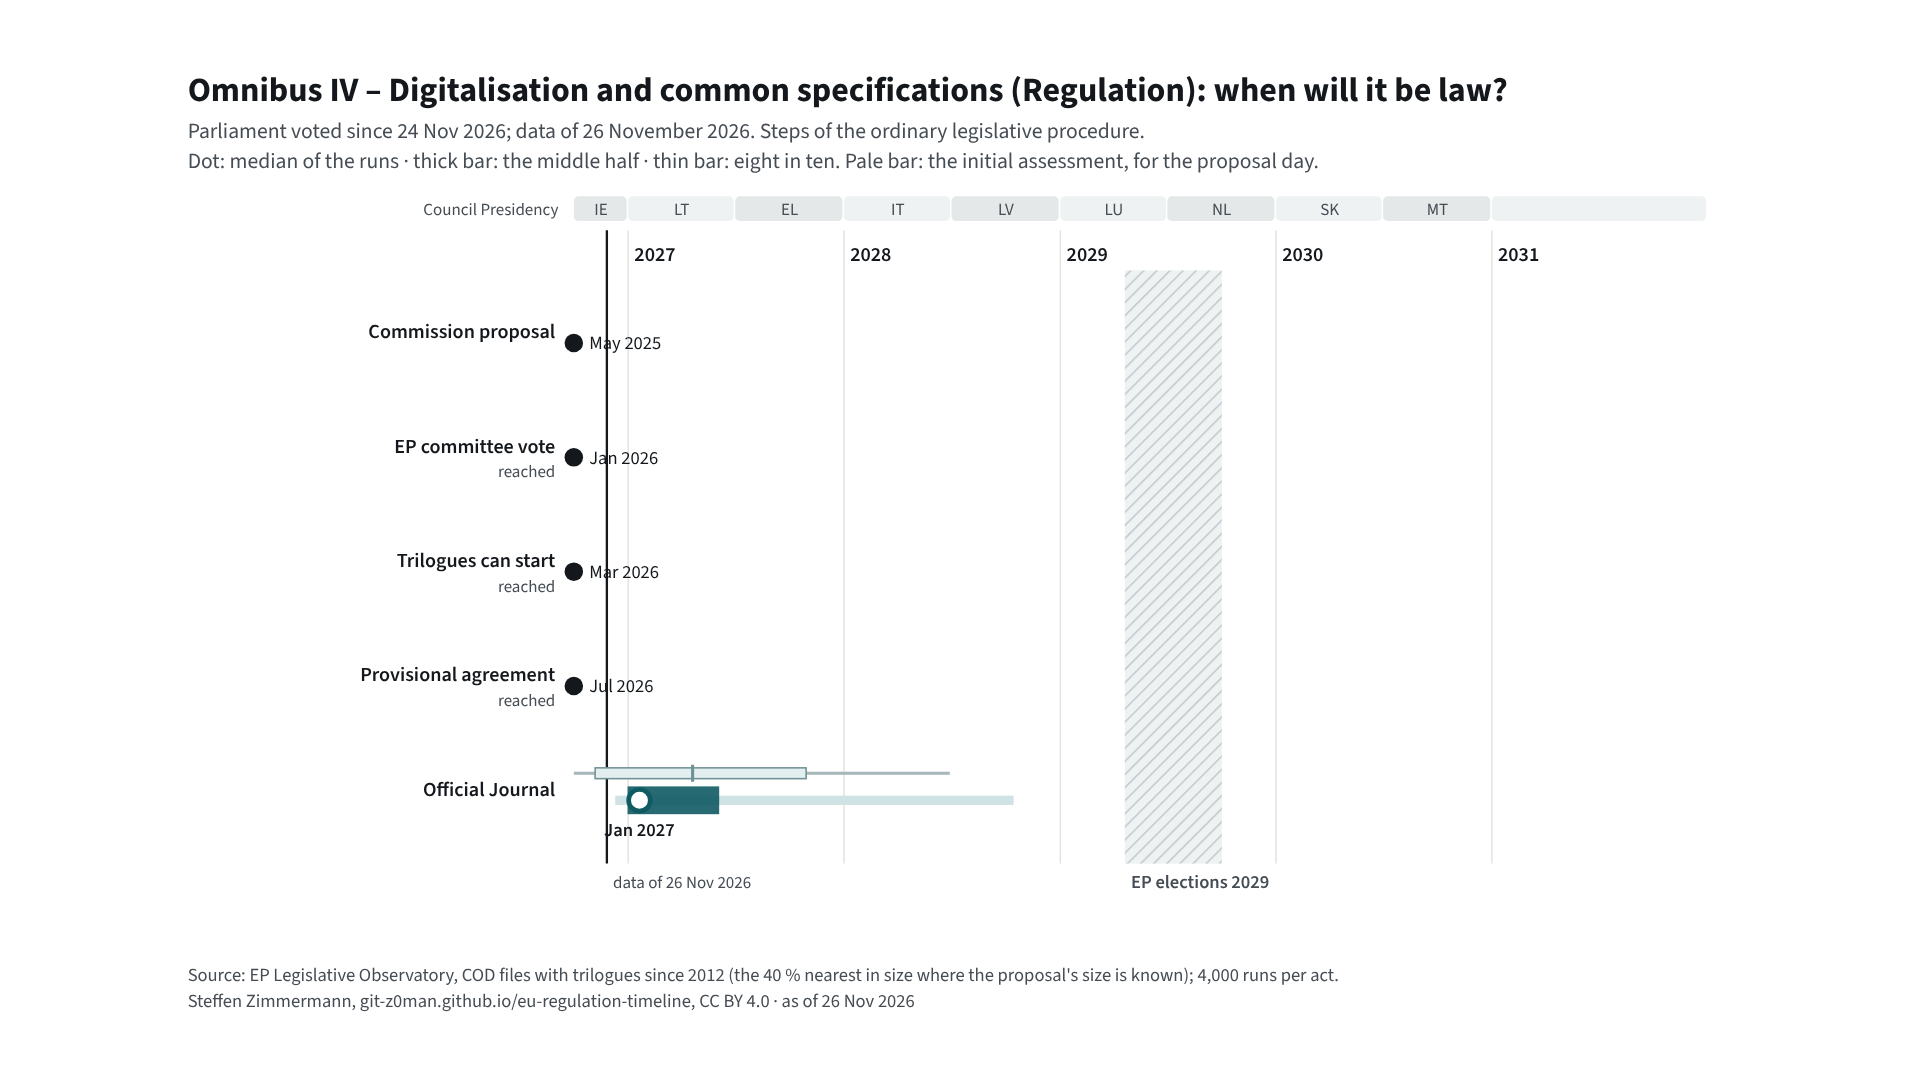 Omnibus IV – Digitalisation and common specifications (Regulation): when will it be law?
Parliament voted since 24 Nov 2026; data of 26 November 2026. Steps of the ordinary legislative procedure.
Dot: median of the runs · thick bar: the middle half · thin bar: eight in ten. Pale bar: the initial assessment, for the proposal day.
Council Presidency IE LT EL IT LV LU NL SK MT
2027 2028 2029 2030 2031
Commission proposal
May 2025
EP committee vote
Jan 2026
reached
Trilogues can start
Mar 2026
reached
Provisional agreement
Jul 2026
reached
Official Journal
Jan 2027
data of 26 Nov 2026 EP elections 2029
Source: EP Legislative Observatory, COD files with trilogues since 2012 (the 40 % nearest in size where the proposal's size is known); 4,000 runs per act.
Steffen Zimmermann, git-z0man.github.io/eu-regulation-timeline, CC BY 4.0 · as of 26 Nov 2026